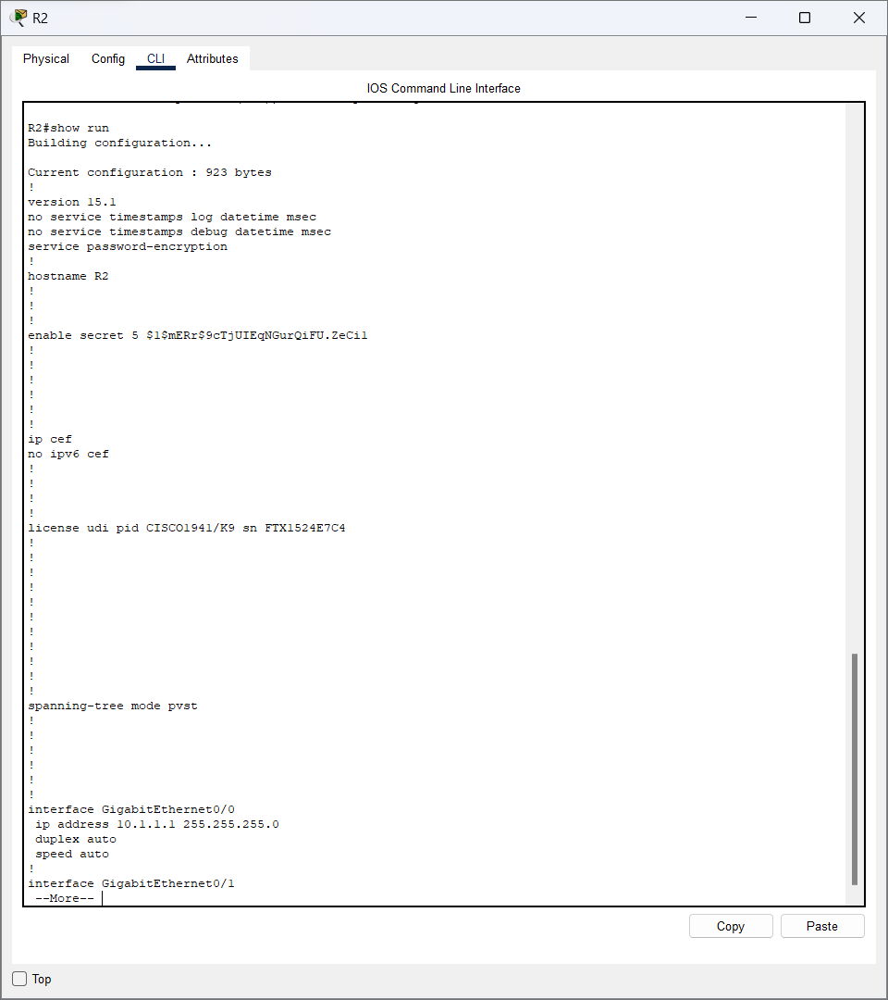 R2
Physical
Config
CLI
Attributes
IOS Command Line Interface
R2#show run
Building configuration...
Current configuration : 923 bytes
!
version 15.1
no service timestamps log datetime msec
no service timestamps debug datetime msec
service password-encryption
!
hostname R2
!
!
!
enable secret 5 $1$mERr$9cTjUIEqNGurQiFU.ZeCi1
!
!
!
!
!
!
ip cef
no ipv6 cef
!
!
!
!
license udi pid CISCO1941/K9 sn FTX1524E7C4
!
!
!
!
!
!
!
!
!
!
!
spanning-tree mode pvst
!
!
!
!
!
!
interface GigabitEthernet0/0
ip address 10.1.1.1 255.255.255.0
duplex auto
speed auto
!
interface GigabitEthernet0/1
--More--
Copy
Paste
Top